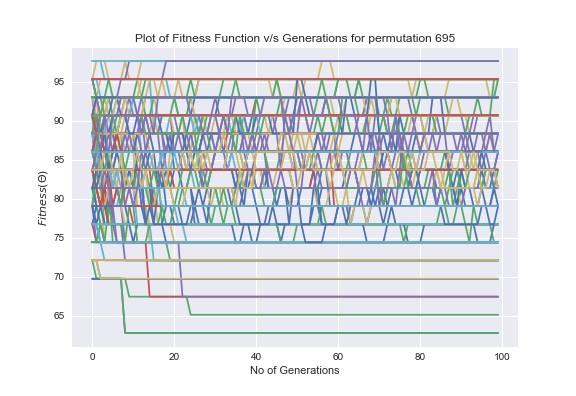 Plot of Fitness Function v/s Generations for permutation 695
Fitness(Θ)
95
90
85
80
75
70
65
0 20 40 60 80 100
No of Generations